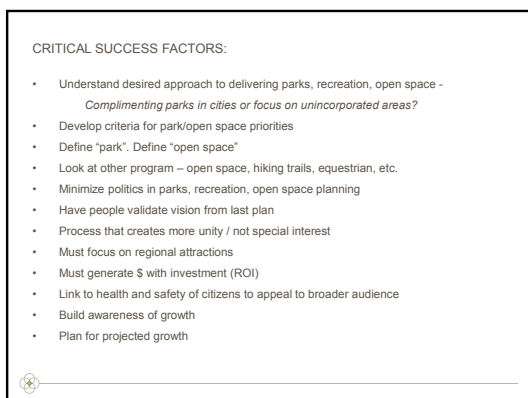 CRITICAL SUCCESS FACTORS:
• Understand desired approach to delivering parks, recreation, open space -
Complimenting parks in cities or focus on unincorporated areas?
• Develop criteria for park/open space priorities
• Define "park". Define "open space"
• Look at other program – open space, hiking trails, equestrian, etc.
• Minimize politics in parks, recreation, open space planning
• Have people validate vision from last plan
• Process that creates more unity / not special interest
• Must focus on regional attractions
• Must generate $ with investment (ROI)
• Link to health and safety of citizens to appeal to broader audience
• Build awareness of growth
• Plan for projected growth